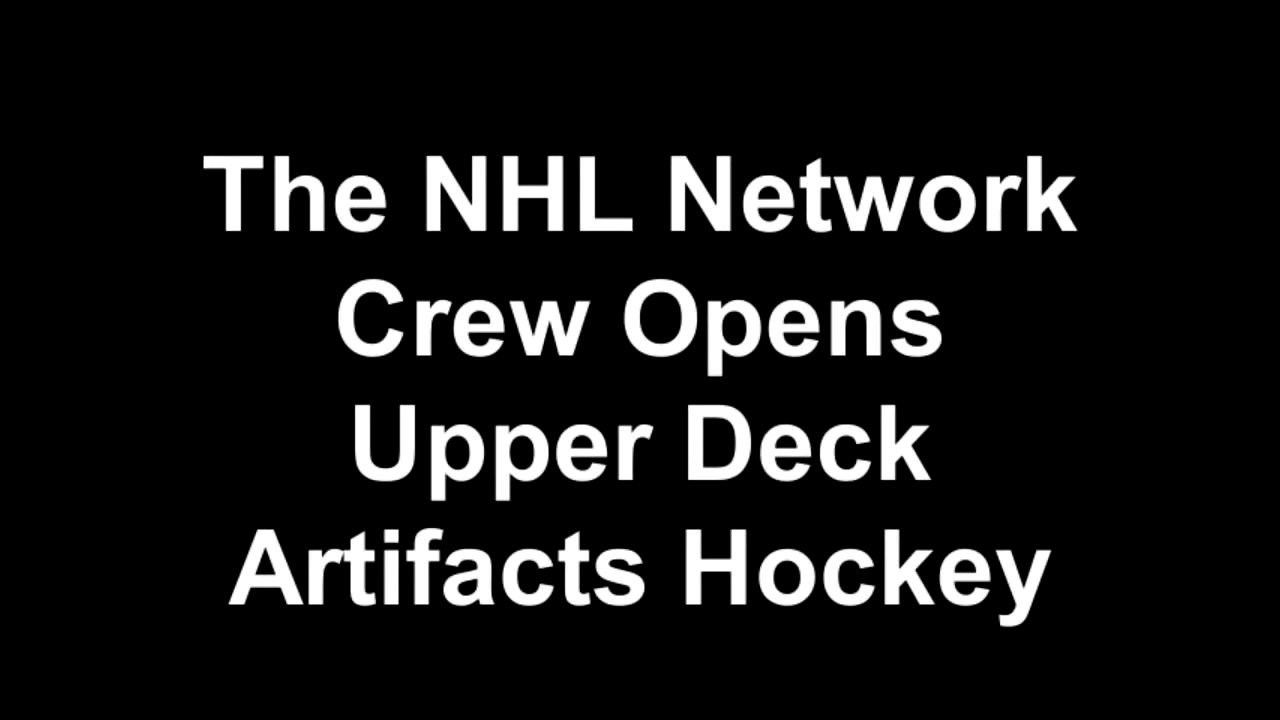 The NHL Network
Crew Opens
Upper Deck
Artifacts Hockey